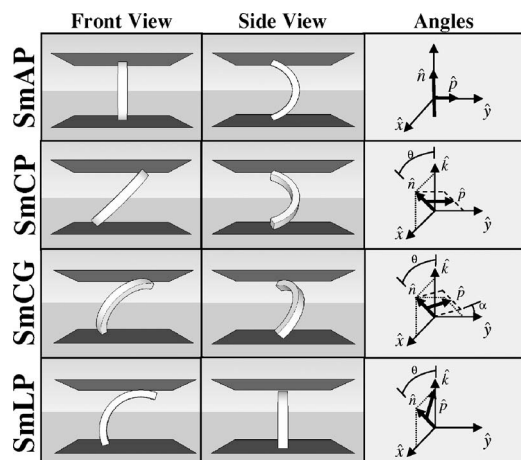 Front View Side View Angles
SmAP
n̂ p̂
x̂ ŷ
SmCP
θ k̂
n̂ p̂
x̂ ŷ
SmCG
θ k̂
n̂ p̂ α
x̂ ŷ
SmLP
θ k̂
n̂ p̂
x̂ ŷ